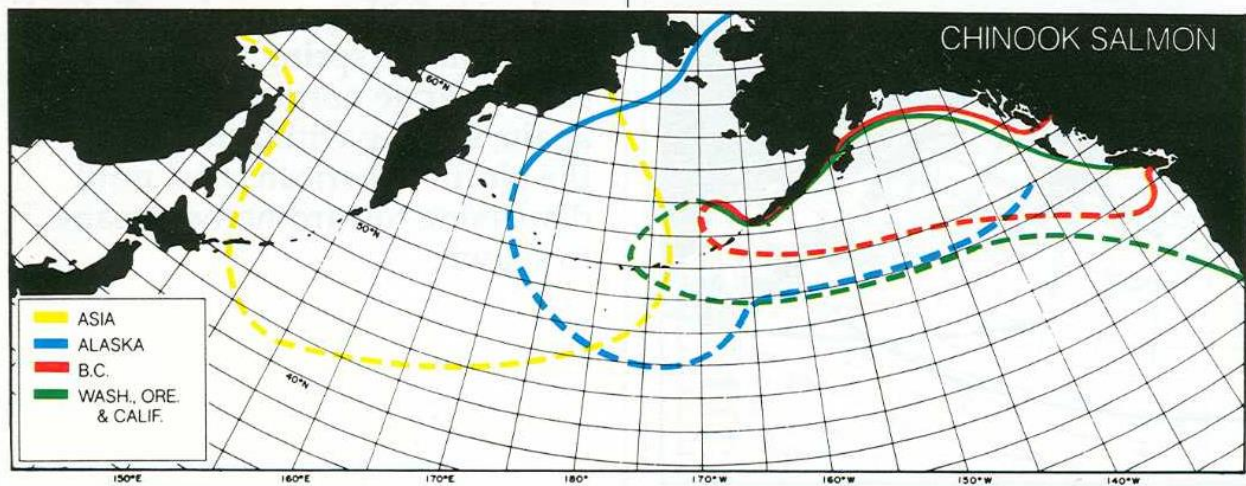 CHINOOK SALMON
60°N
50°N
40°N
ASIA
ALASKA
B.C.
WASH., ORE.
& CALIF.
150°E
160°E
170°E
180°
170°W
160°W
150°W
140°W